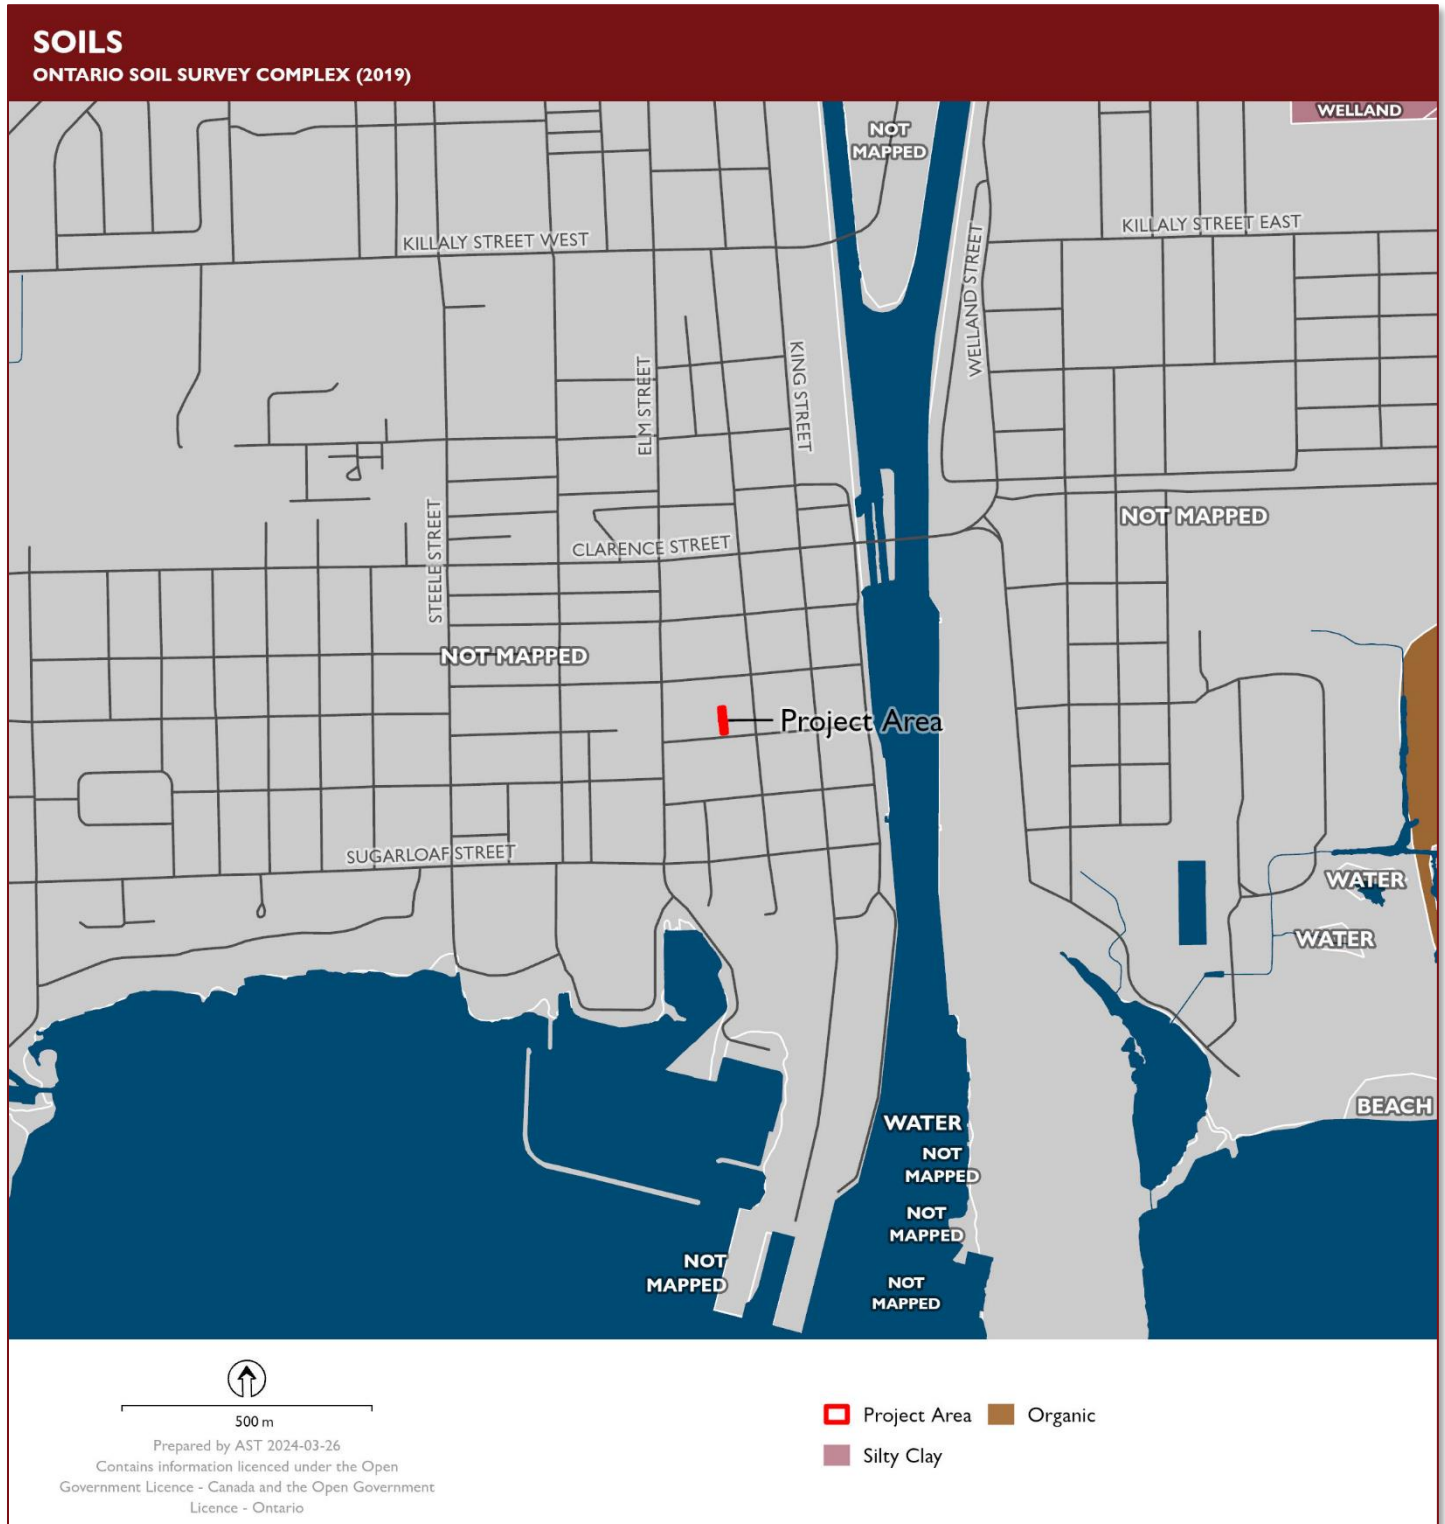 SOILS
ONTARIO SOIL SURVEY COMPLEX (2019)
WELLAND
NOT
MAPPED
KILLALY STREET WEST
KILLALY STREET EAST
WELLAND STREET
KING STREET
ELM STREET
STEELE STREET
CLARENCE STREET
NOT MAPPED
NOT MAPPED
Project Area
SUGARLOAF STREET
WATER
WATER
BEACH
WATER
NOT
MAPPED
NOT
MAPPED
NOT
MAPPED
NOT
MAPPED
500 m
Prepared by AST 2024-03-26
Contains information licenced under the Open
Government Licence - Canada and the Open Government
Licence - Ontario
Project Area
Organic
Silty Clay